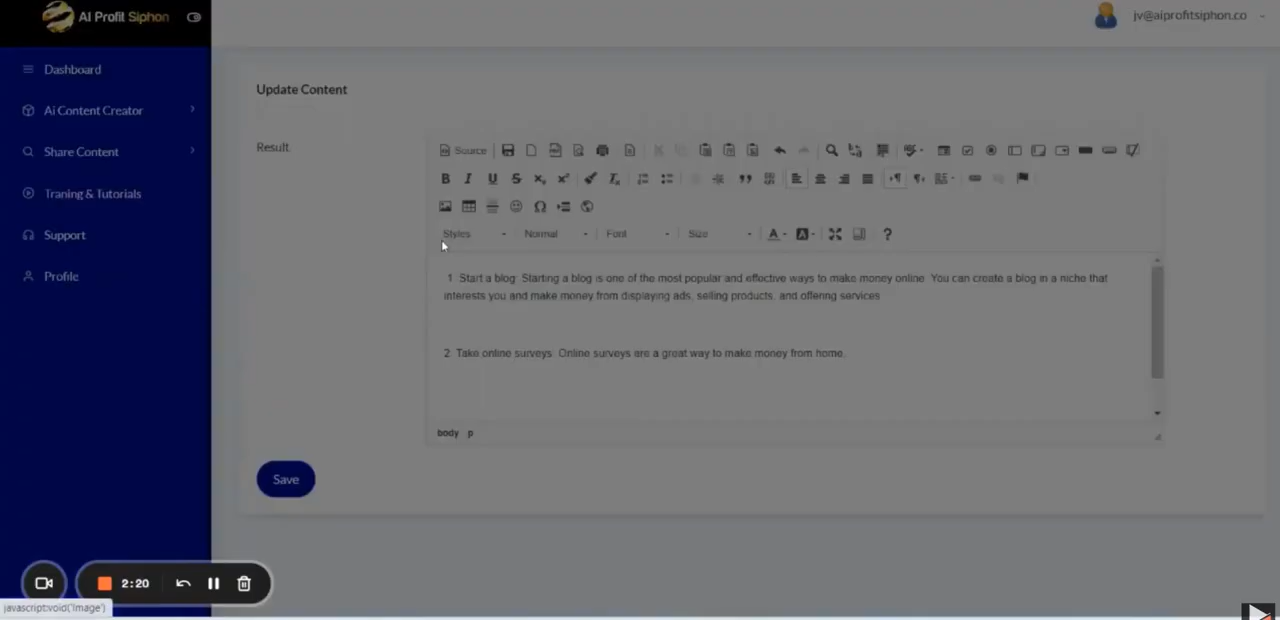 AI Profit Siphon
jv@aiprofitsiphon.co
Dashboard
Ai Content Creator
Share Content
Traning & Tutorials
Support
Profile
Update Content
Result
Source
Styles
Normal
Font
Size
1. Start a blog: Starting a blog is one of the most popular and effective ways to make money online. You can create a blog in a niche that
interests you and make money from displaying ads, selling products, and offering services
2. Take online surveys: Online surveys are a great way to make money from home.
body p
Save
2:20
javascript:void('Image')